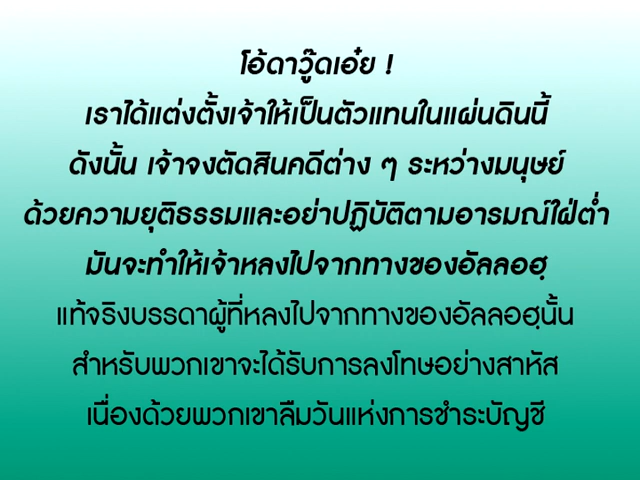 โอ้ดาวู๊ดเอ๋ย !
เราได้แต่งตั้งเจ้าให้เป็นตัวแทนในแผ่นดินนี้
ดังนั้น เจ้าจงตัดสินคดีต่าง ๆ ระหว่างมนุษย์
ด้วยความยุติธรรมและอย่าปฏิบัติตามอารมณ์ใฝ่ต่ำ
มันจะทำให้เจ้าหลงไปจากทางของอัลลอฮฺ
แท้จริงบรรดาผู้ที่หลงไปจากทางของอัลลอฮฺนั้น
สำหรับพวกเขาจะได้รับการลงโทษอย่างสาหัส
เนื่องด้วยพวกเขาลืมวันแห่งการชำระบัญชี